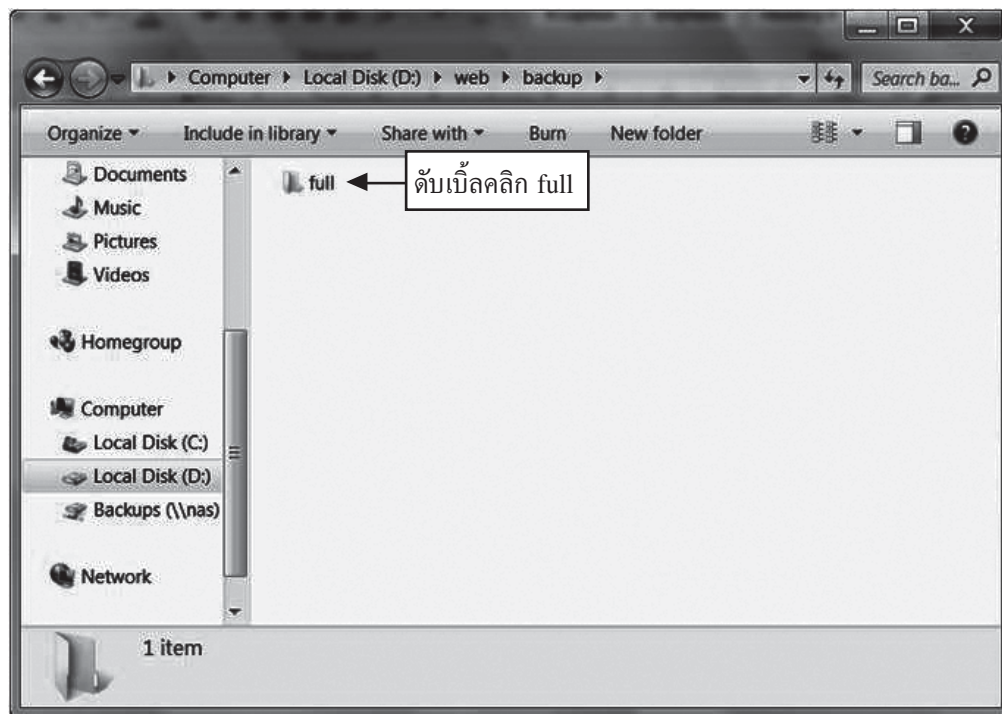 Computer ▸ Local Disk (D:) ▸ web ▸ backup ▸
Search ba...
Organize Include in library Share with Burn New folder
Documents
Music
Pictures
Videos
Homegroup
Computer
Local Disk (C:)
Local Disk (D:)
Backups (\\nas)
Network
full
ดับเบิ้ลคลิก full
1 item